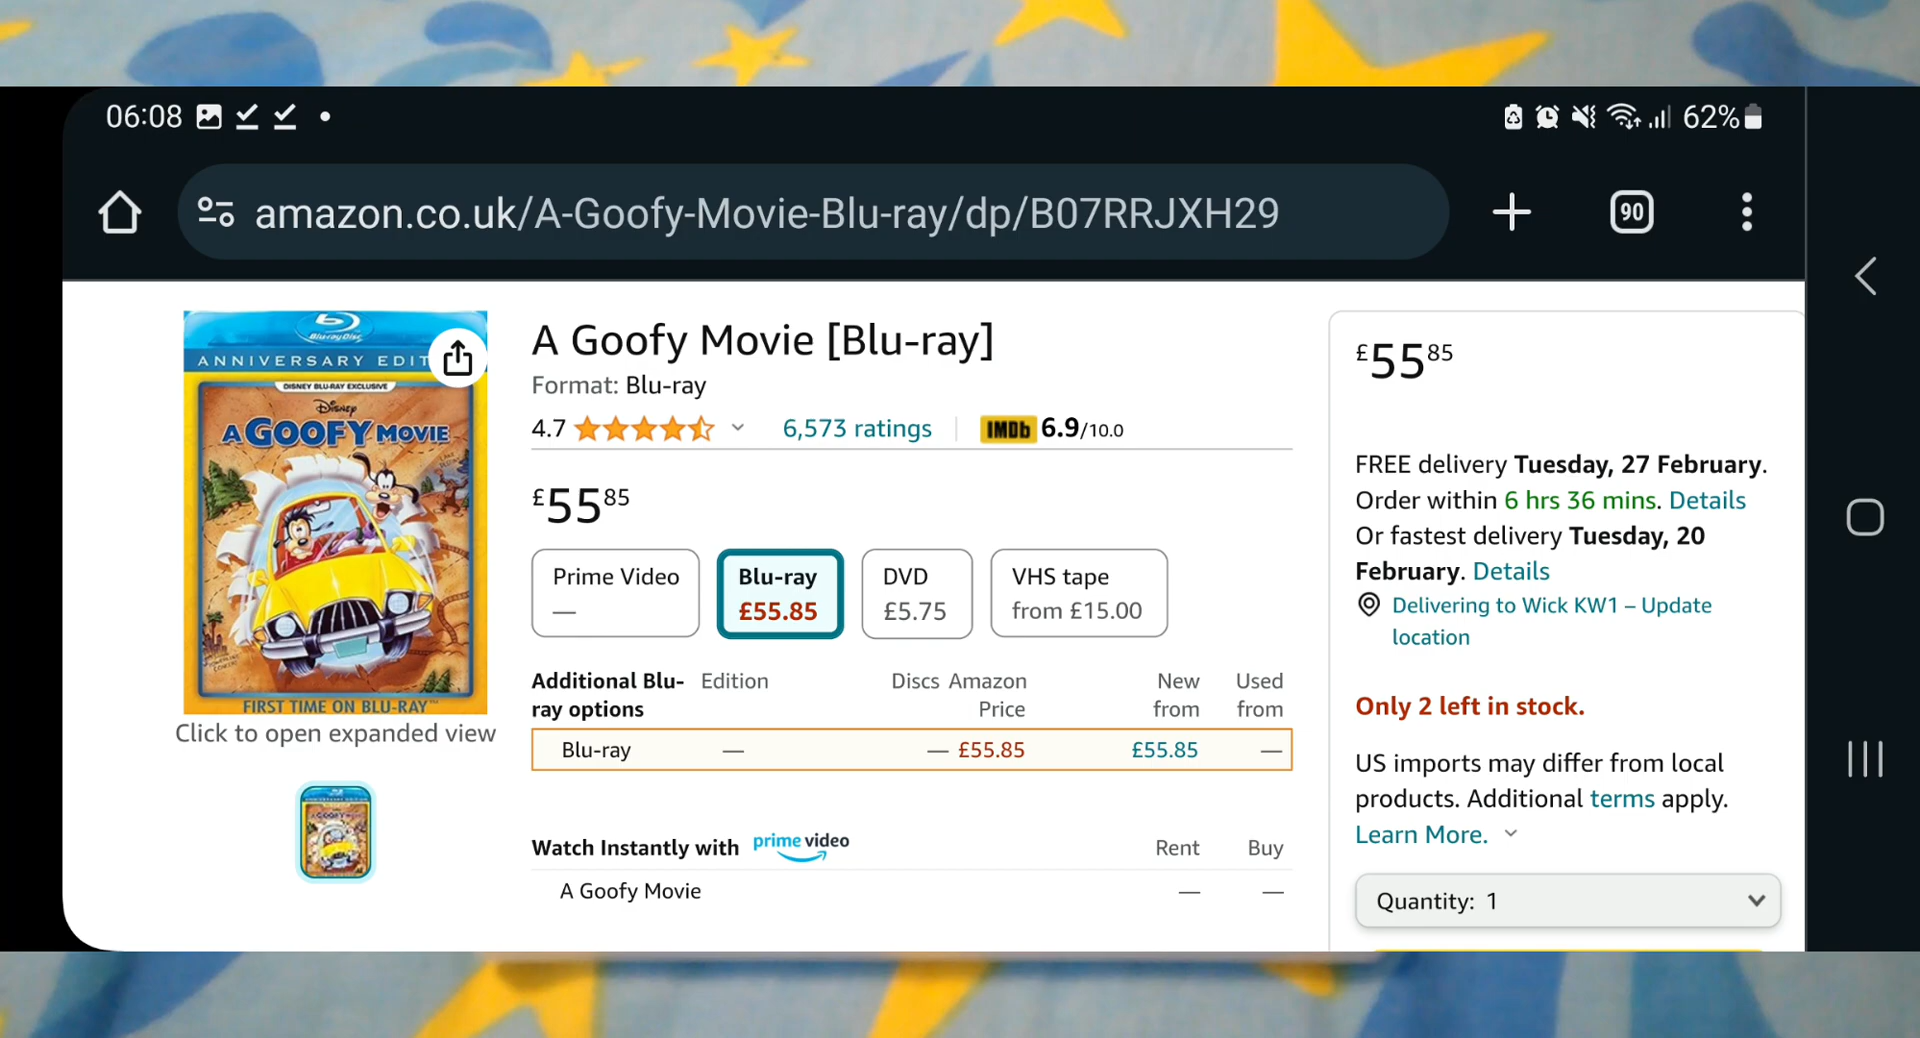 06:08
62%
amazon.co.uk/A-Goofy-Movie-Blu-ray/dp/B07RRJXH29
90
Blu-ray Disc
ANNIVERSARY EDIT
DISNEY BLU-RAY EXCLUSIVE
Disney
A GOOFY MOVIE
FIRST TIME ON BLU-RAY™
Click to open expanded view
A Goofy Movie [Blu-ray]
Format: Blu-ray
4.7
6,573 ratings
IMDb 6.9/10.0
£55 85
Prime Video
—
Blu-ray
£55.85
DVD
£5.75
VHS tape
from £15.00
Additional Blu-ray options Edition Discs Amazon Price New from Used from
Blu-ray — — £55.85 £55.85 —
Watch Instantly with prime video Rent Buy
A Goofy Movie — —
£55 85
FREE delivery Tuesday, 27 February.
Order within 6 hrs 36 mins. Details
Or fastest delivery Tuesday, 20
February. Details
Delivering to Wick KW1 – Update
location
Only 2 left in stock.
US imports may differ from local
products. Additional terms apply.
Learn More.
Quantity: 1